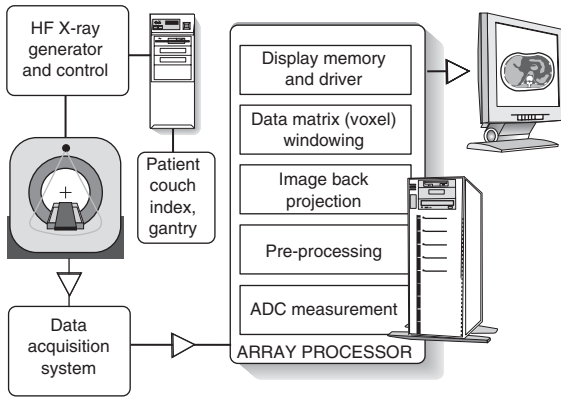 HF X-ray
generator
and control
Patient
couch
index,
gantry
Data
acquisition
system
Display memory
and driver
Data matrix (voxel)
windowing
Image back
projection
Pre-processing
ADC measurement
ARRAY PROCESSOR